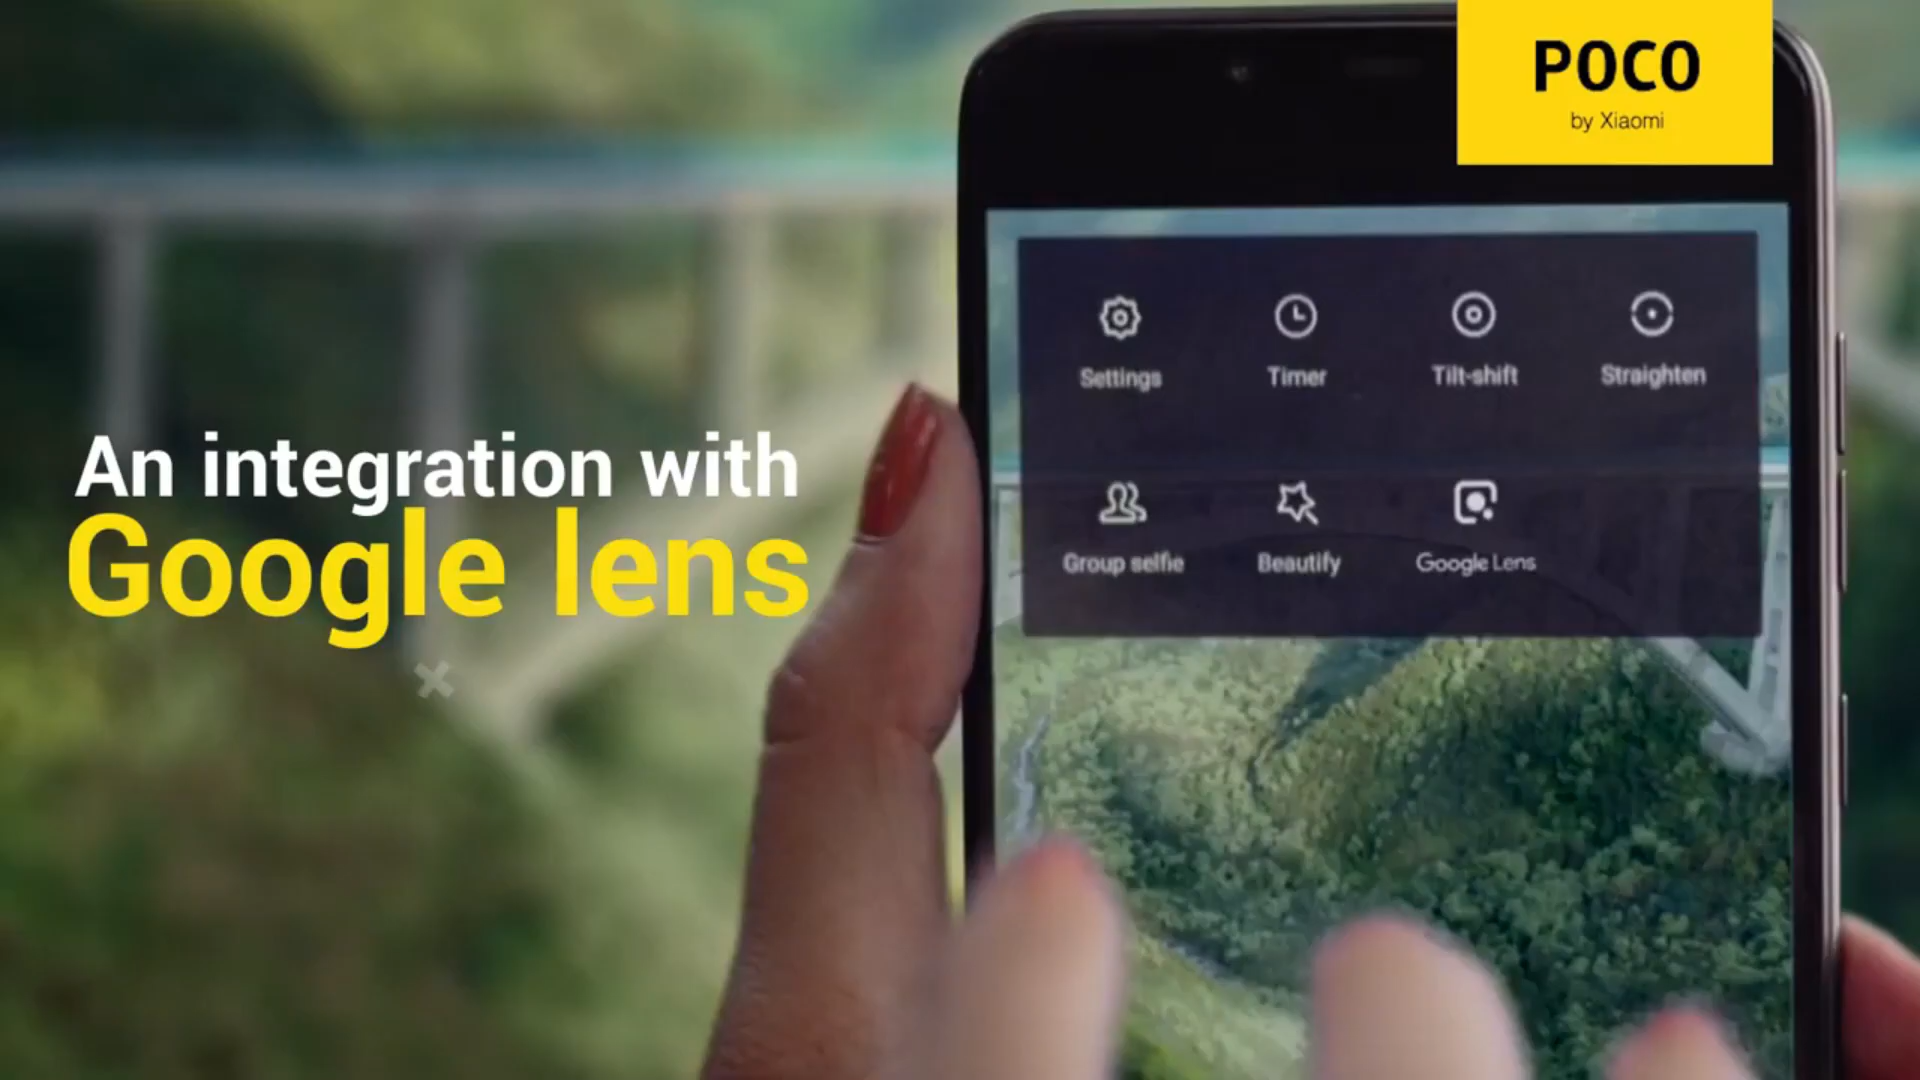 POCO
by Xiaomi
An integration with
Google lens
Settings Timer Tilt-shift Straighten
Group selfie Beautify Google Lens